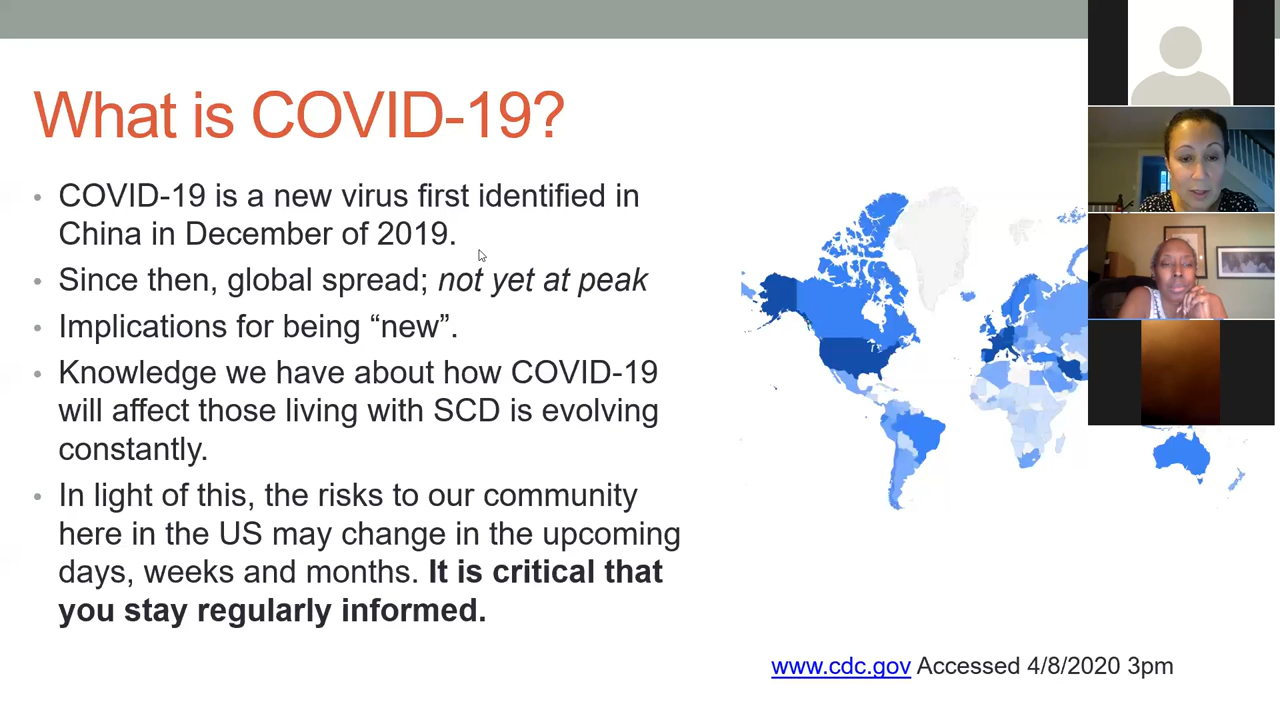 What is COVID-19?
• COVID-19 is a new virus first identified in
China in December of 2019.
• Since then, global spread; not yet at peak
• Implications for being “new”.
• Knowledge we have about how COVID-19
will affect those living with SCD is evolving
constantly.
• In light of this, the risks to our community
here in the US may change in the upcoming
days, weeks and months. It is critical that
you stay regularly informed.
www.cdc.gov Accessed 4/8/2020 3pm